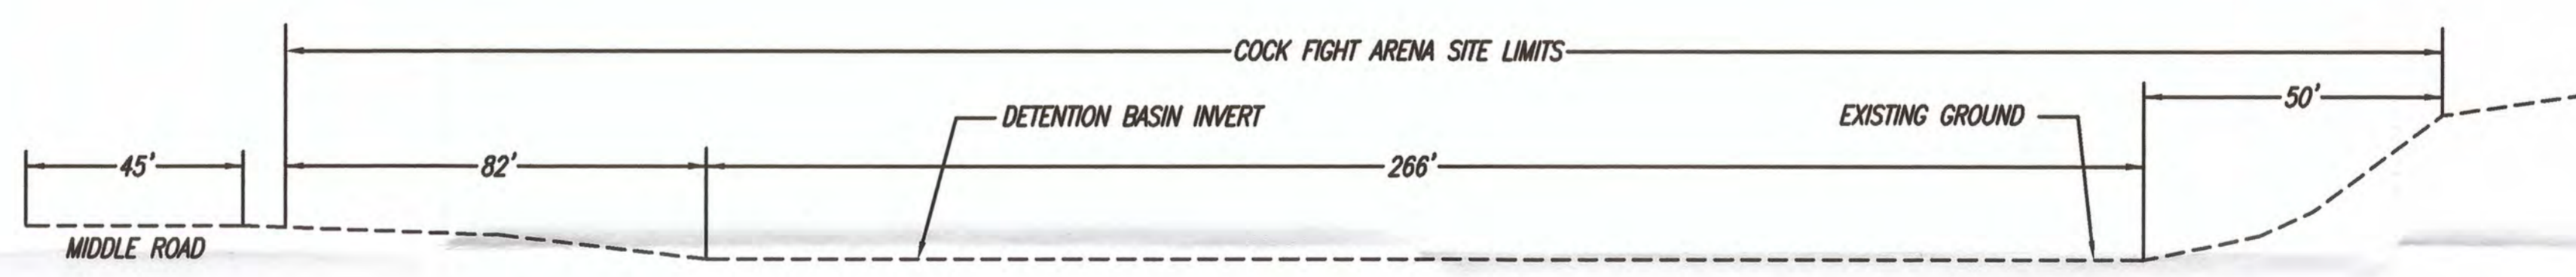 COCK FIGHT ARENA SITE LIMITS
50'
DETENTION BASIN INVERT
EXISTING GROUND
45'
82'
266'
MIDDLE ROAD